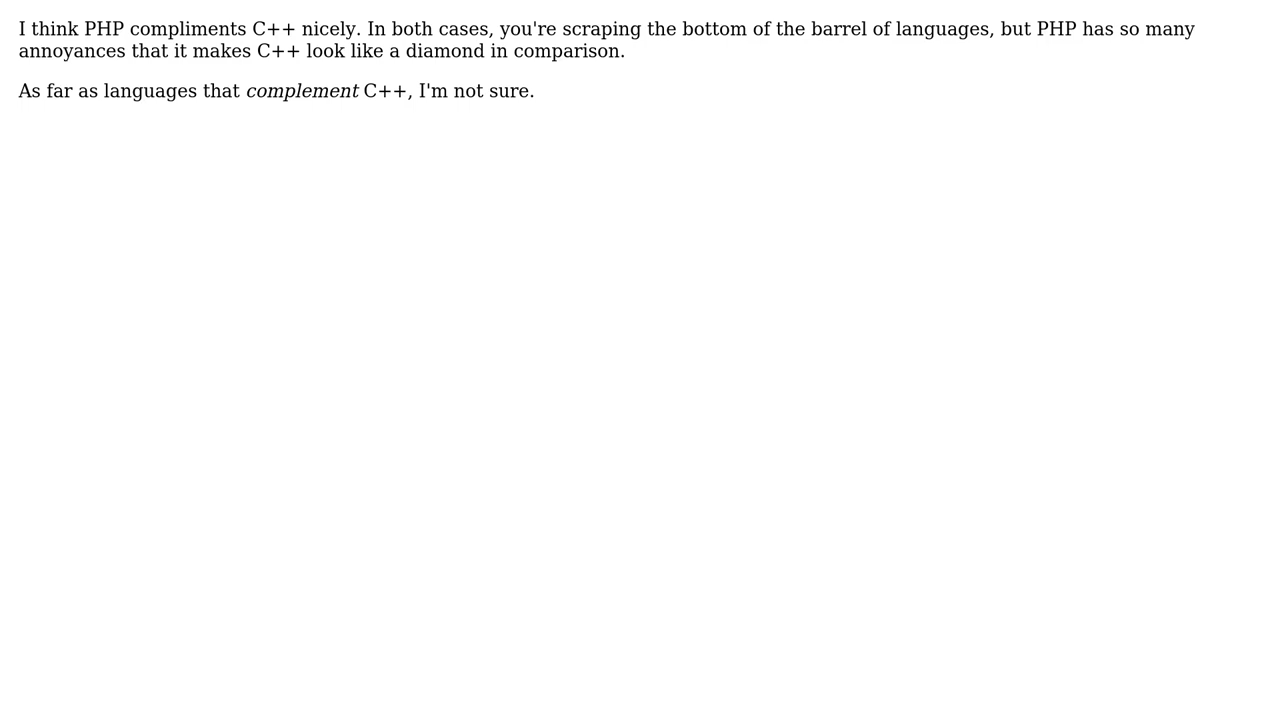 I think PHP compliments C++ nicely. In both cases, you're scraping the bottom of the barrel of languages, but PHP has so many
annoyances that it makes C++ look like a diamond in comparison.
As far as languages that complement C++, I'm not sure.